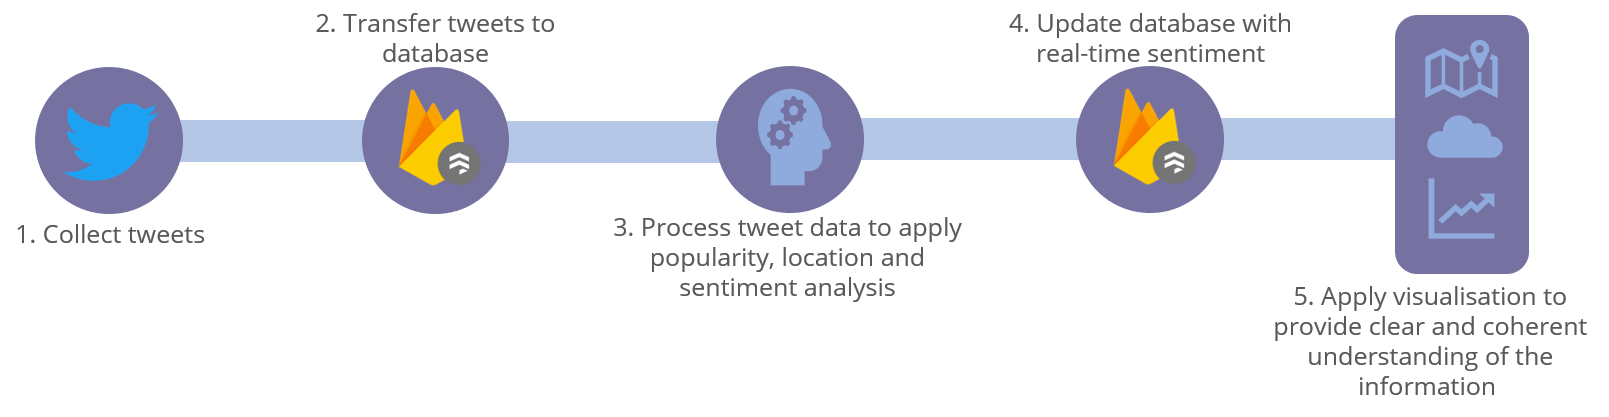 1. Collect tweets
2. Transfer tweets to
database
3. Process tweet data to apply
popularity, location and
sentiment analysis
4. Update database with
real-time sentiment
5. Apply visualisation to
provide clear and coherent
understanding of the
information